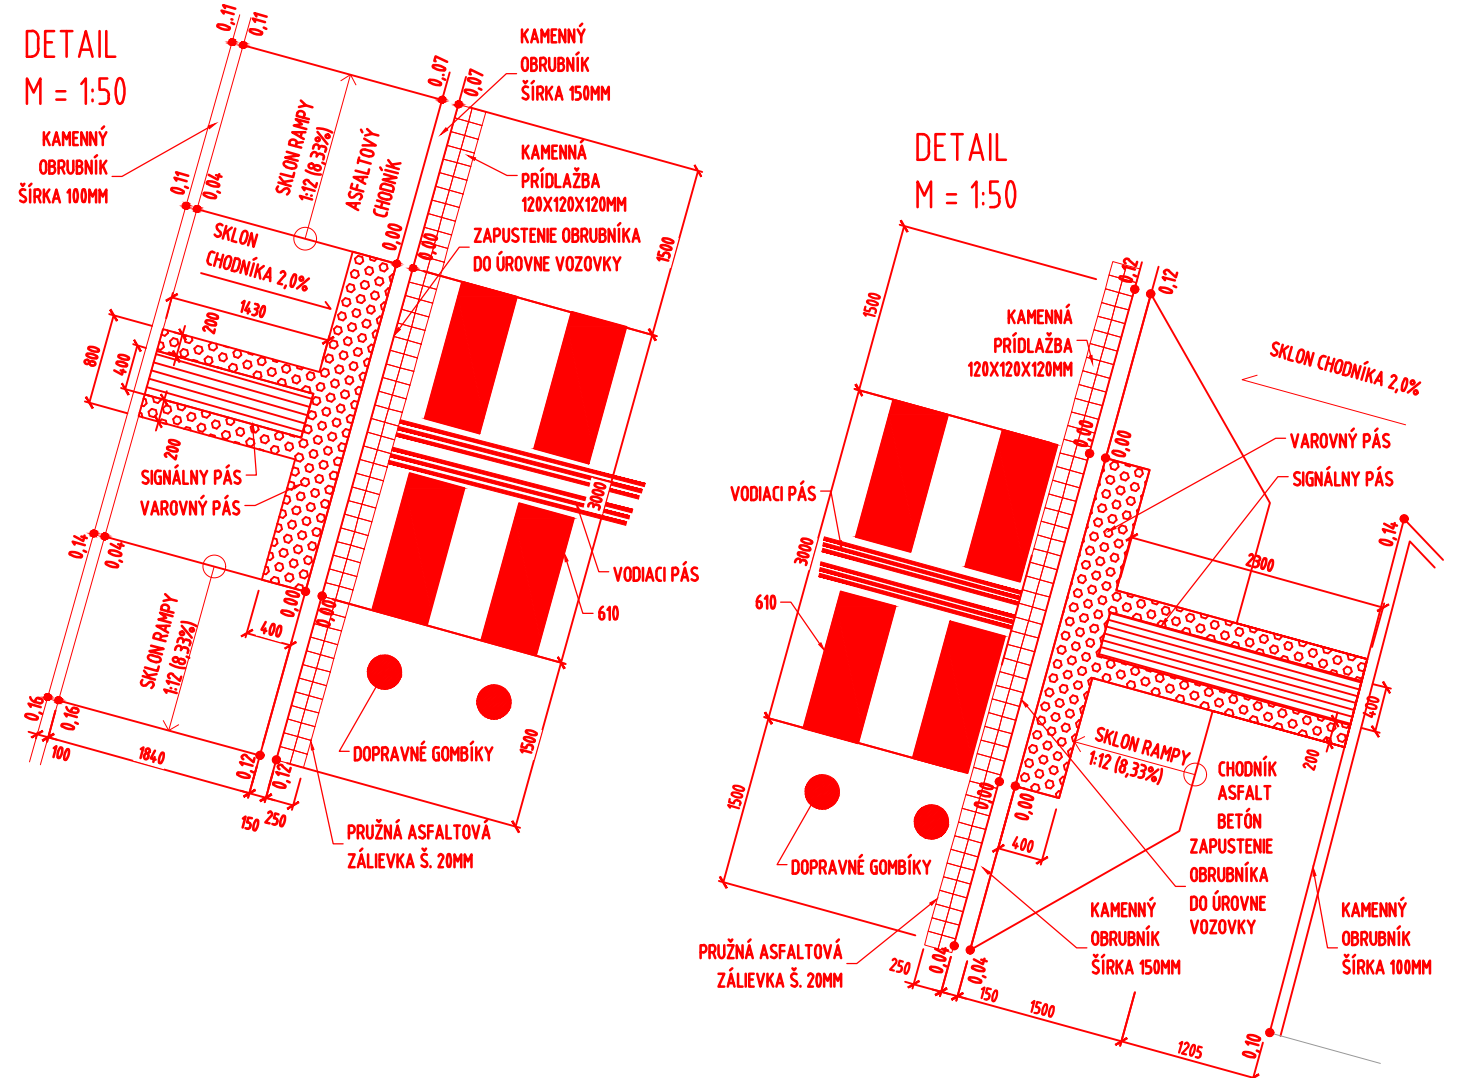 DETAIL
M = 1:50
0,11
0,11
KAMENNÝ
OBRUBNÍK
ŠÍRKA 100MM
0,07
0,07
KAMENNÝ
OBRUBNÍK
ŠÍRKA 150MM
SKLON RAMPY
1:12 (8,33%)
ASFALTOVÝ
CHODNÍK
KAMENNÁ
PRÍDLAŽBA
120X120X120MM
ZAPUSTENIE OBRUBNÍKA
DO ÚROVNE VOZOVKY
0,11
0,04
0,00
0,00
1500
SKLON
CHODNÍKA 2,0%
1430
200
800
400
200
SIGNÁLNY PÁS
VAROVNÝ PÁS
3000
VODIACI PÁS
610
0,14
0,04
0,00
0,00
400
SKLON RAMPY
1:12 (8,33%)
0,16
0,16
100
1840
0,12
0,12
150
250
DOPRAVNÉ GOMBÍKY
1500
PRUŽNÁ ASFALTOVÁ
ZÁLIEVKA Š. 20MM
DETAIL
M = 1:50
1500
0,12
0,12
KAMENNÁ
PRÍDLAŽBA
120X120X120MM
SKLON CHODNÍKA 2,0%
0,00
0,00
VAROVNÝ PÁS
SIGNÁLNY PÁS
VODIACI PÁS
3000
610
0,14
2300
400
200
SKLON RAMPY
1:12 (8,33%)
CHODNÍK
ASFALT
BETÓN
ZAPUSTENIE
OBRUBNÍKA
DO ÚROVNE
VOZOVKY
0,00
0,00
400
1500
DOPRAVNÉ GOMBÍKY
PRUŽNÁ ASFALTOVÁ
ZÁLIEVKA Š. 20MM
KAMENNÝ
OBRUBNÍK
ŠÍRKA 150MM
KAMENNÝ
OBRUBNÍK
ŠÍRKA 100MM
250
0,04
0,04
150
1500
1205
0,10